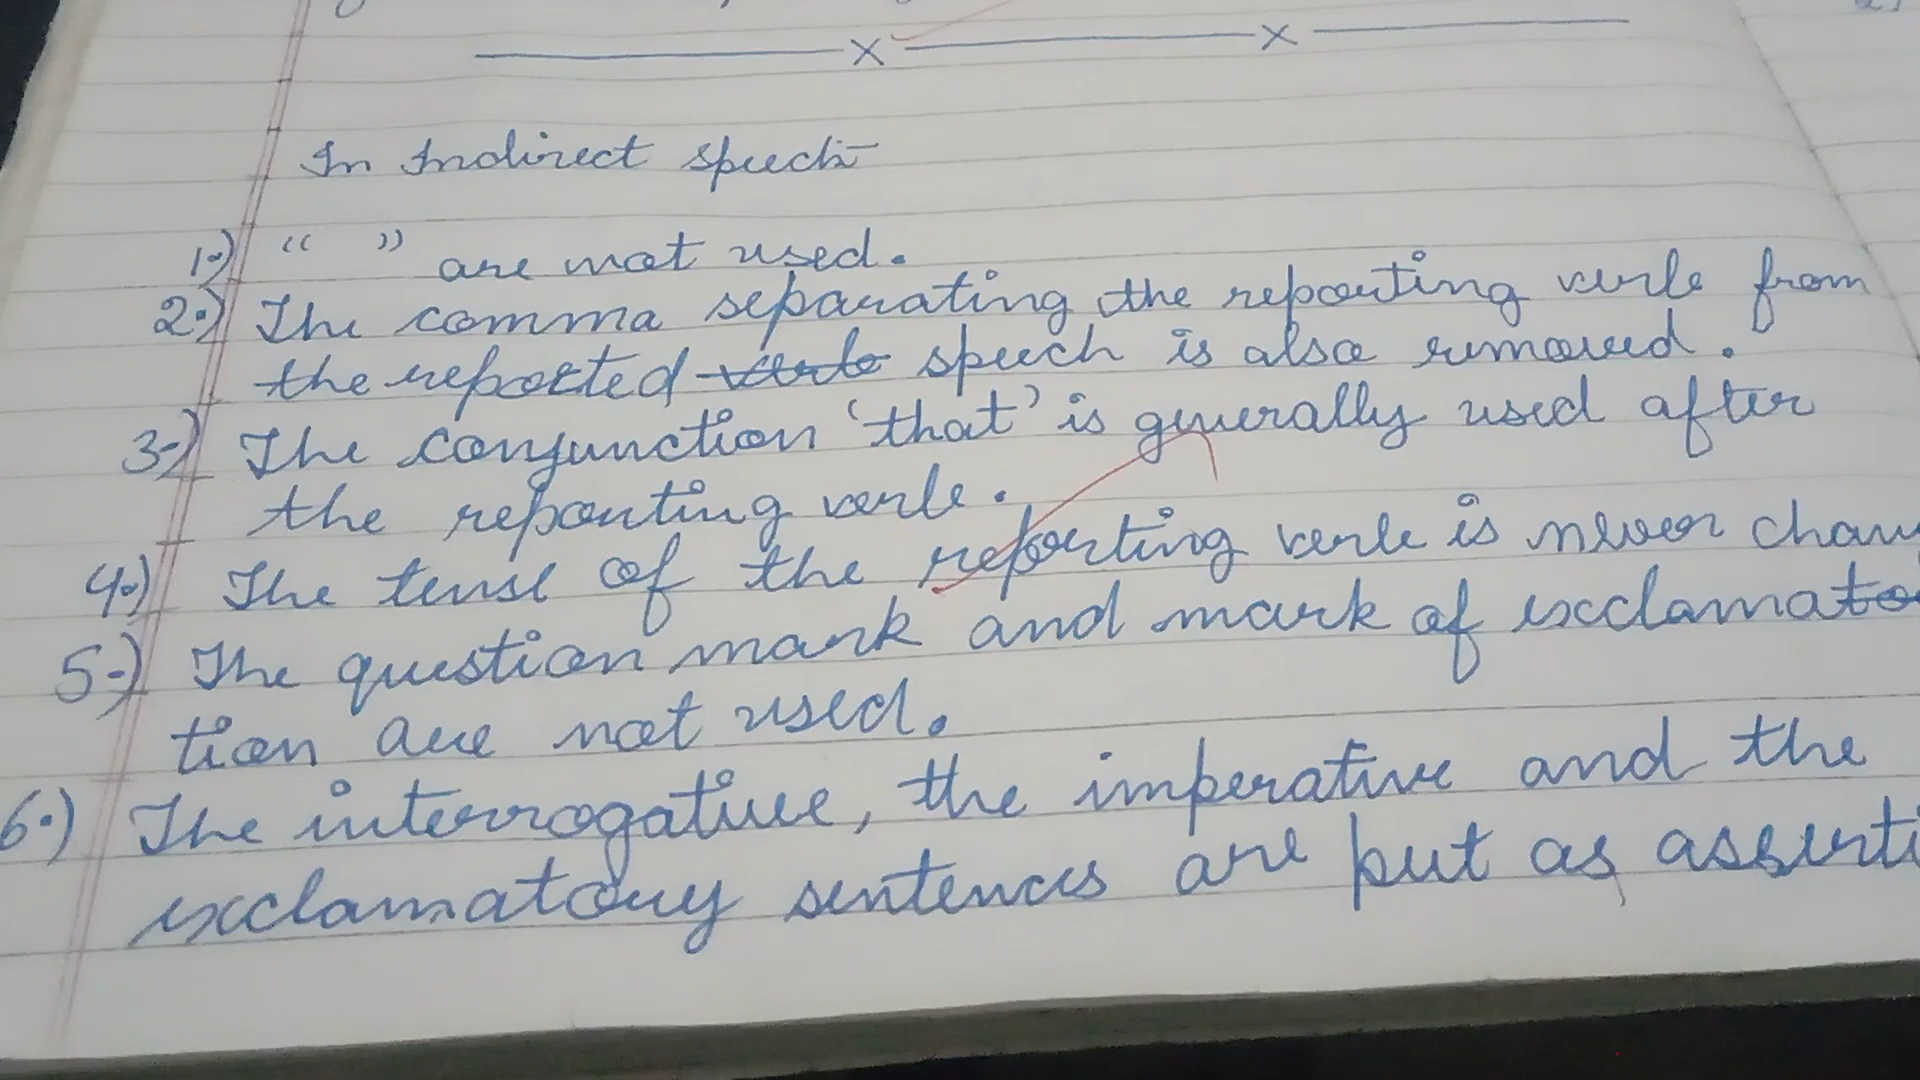 In Indirect speech
1.) “ ” are not used.
2.) The comma separating the reporting verb from
the reported speech is also removed.
3.) The conjunction ‘that’ is generally used after
the reporting verb.
4.) The tense of the reporting verb is never chang
5.) The question mark and mark of exclamato
tion are not used.
6.) The interrogative, the imperative and the
exclamatory sentences are put as asserti